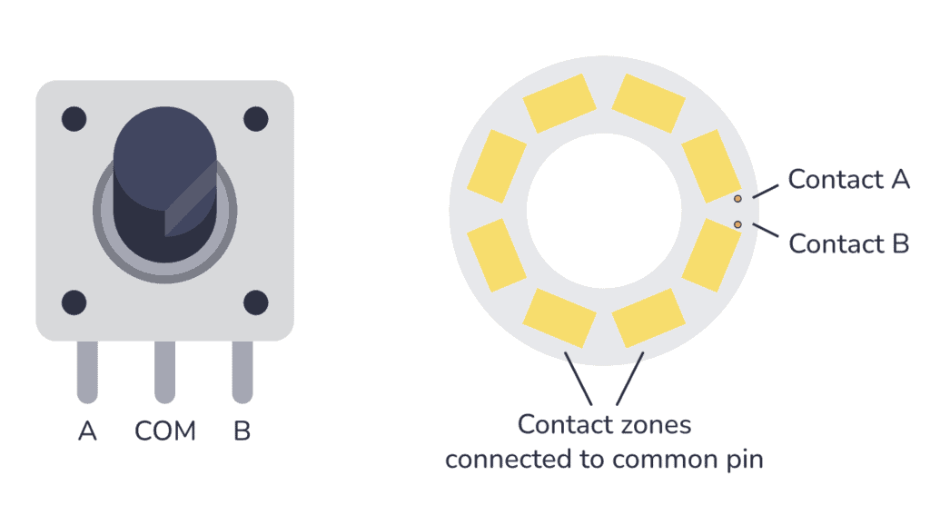 A
COM
B
Contact A
Contact B
Contact zones
connected to common pin